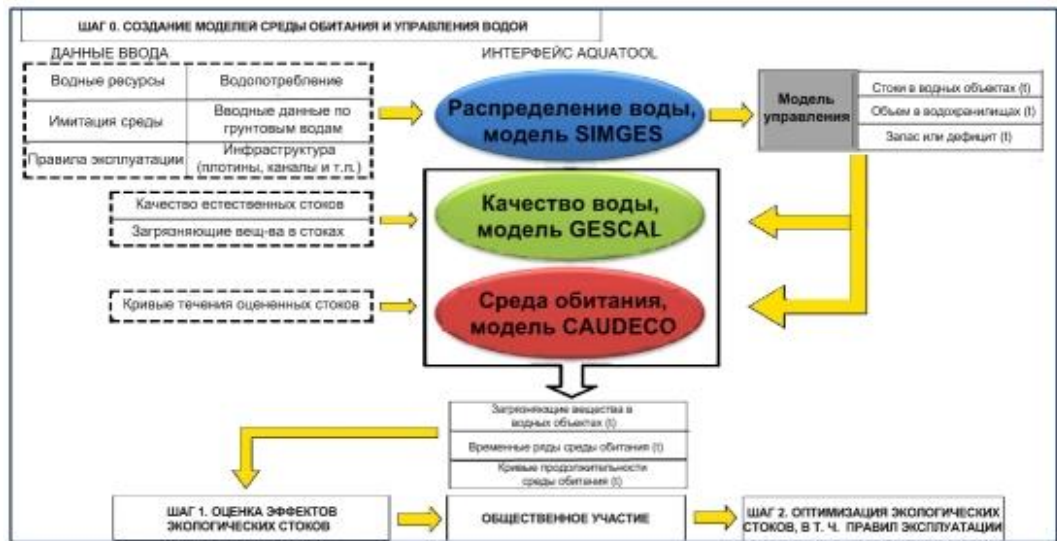 ШАГ 0. СОЗДАНИЕ МОДЕЛЕЙ СРЕДЫ ОБИТАНИЯ И УПРАВЛЕНИЯ ВОДОЙ
ДАННЫЕ ВВОДА
ИНТЕРФЕЙС AQUATOOL
Водные ресурсы
Водопотребление
Имитация среды
Вводные данные по
грунтовым водам
Правила эксплуатации
Инфраструктура
(плотины, каналы и т.п.)
Распределение воды,
модель SIMGES
Модель
управления
Стоки в водных объектах (t)
Объем в водохранилищах (t)
Запас или дефицит (t)
Качество естественных стоков
Загрязняющие вещ-ва в стоках
Качество воды,
модель GESCAL
Кривые течения оцененных стоков
Среда обитания,
модель CAUDECO
Загрязняющие вещества в
водных объектах (t)
Временные ряды среды обитания (t)
Кривые продолжительности
среды обитания (t)
ШАГ 1. ОЦЕНКА ЭФФЕКТОВ
ЭКОЛОГИЧЕСКИХ СТОКОВ
ОБЩЕСТВЕННОЕ УЧАСТИЕ
ШАГ 2. ОПТИМИЗАЦИЯ ЭКОЛОГИЧЕСКИХ
СТОКОВ, В Т. Ч. ПРАВИЛ ЭКСПЛУАТАЦИИ